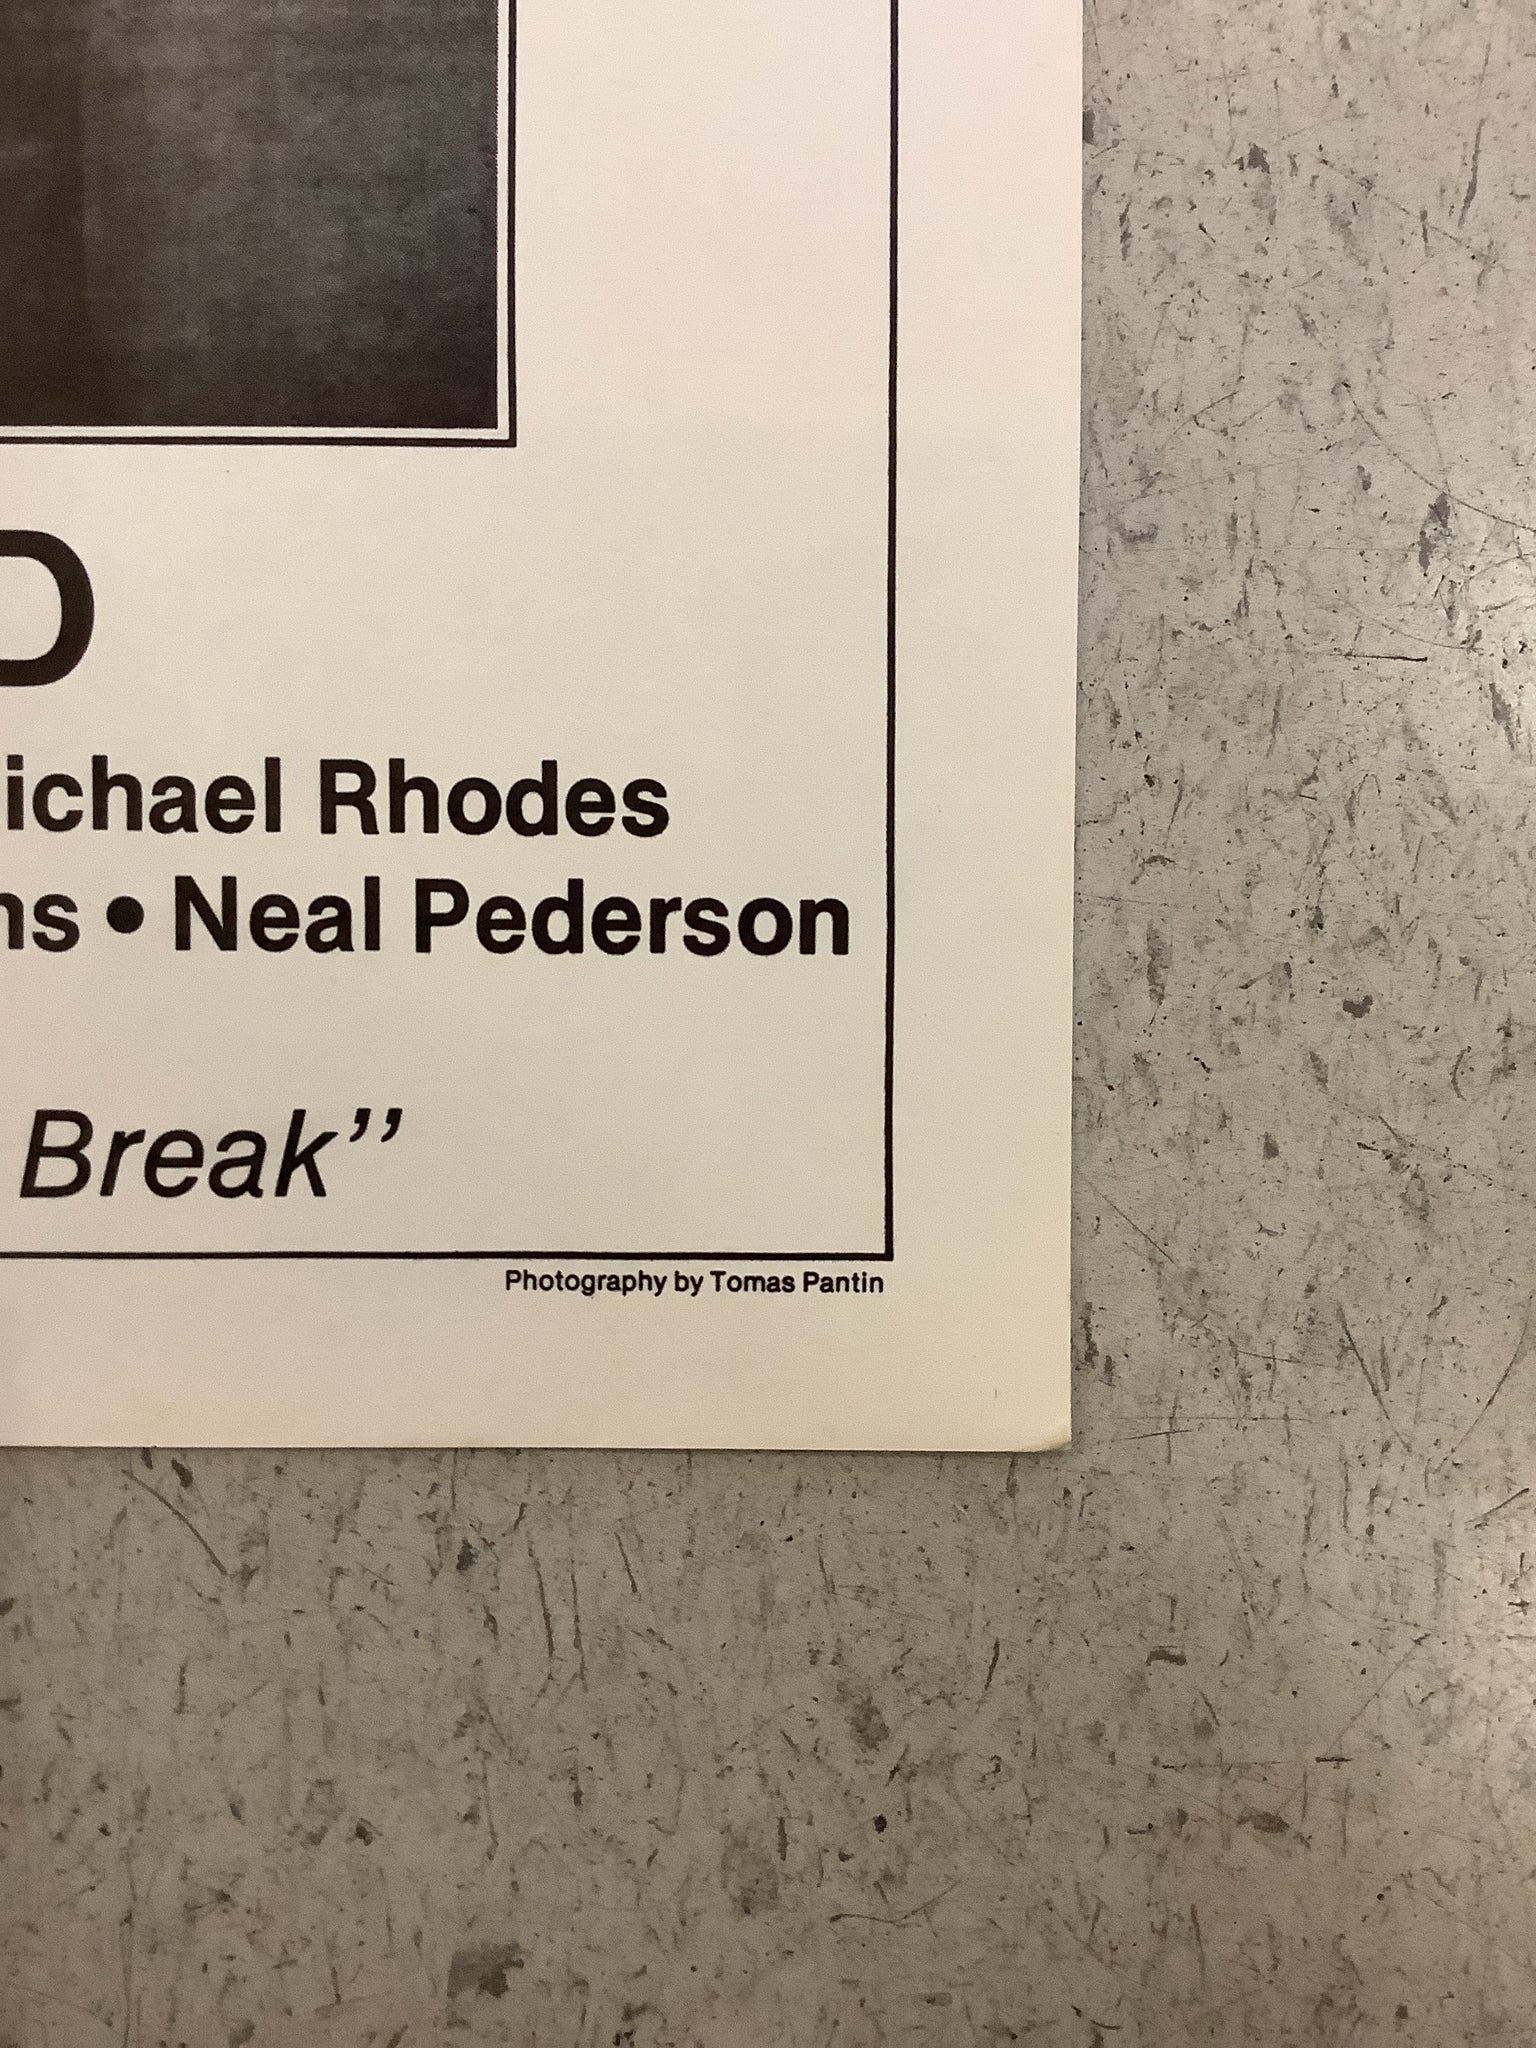 D
ichael Rhodes
ns • Neal Pederson
Break”
Photography by Tomas Pantin